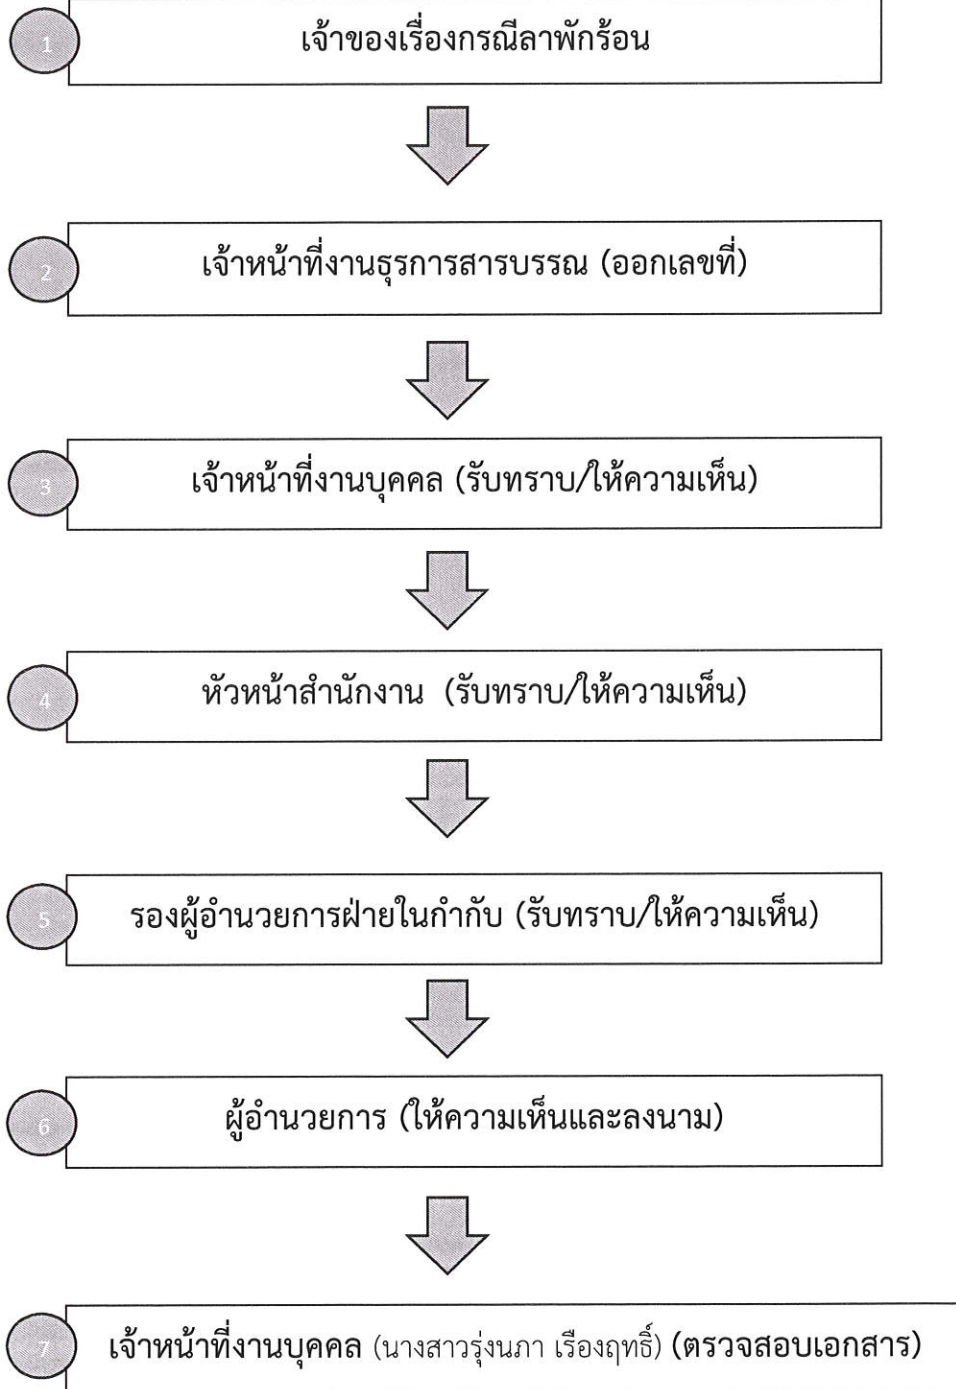 1
เจ้าของเรื่องกรณีลาพักร้อน
2
เจ้าหน้าที่งานธุรการสารบรรณ (ออกเลขที่)
3
เจ้าหน้าที่งานบุคคล (รับทราบ/ให้ความเห็น)
4
หัวหน้าสำนักงาน (รับทราบ/ให้ความเห็น)
5
รองผู้อำนวยการฝ่ายในกำกับ (รับทราบ/ให้ความเห็น)
6
ผู้อำนวยการ (ให้ความเห็นและลงนาม)
7
เจ้าหน้าที่งานบุคคล (นางสาวรุ่งนภา เรืองฤทธิ์) (ตรวจสอบเอกสาร)